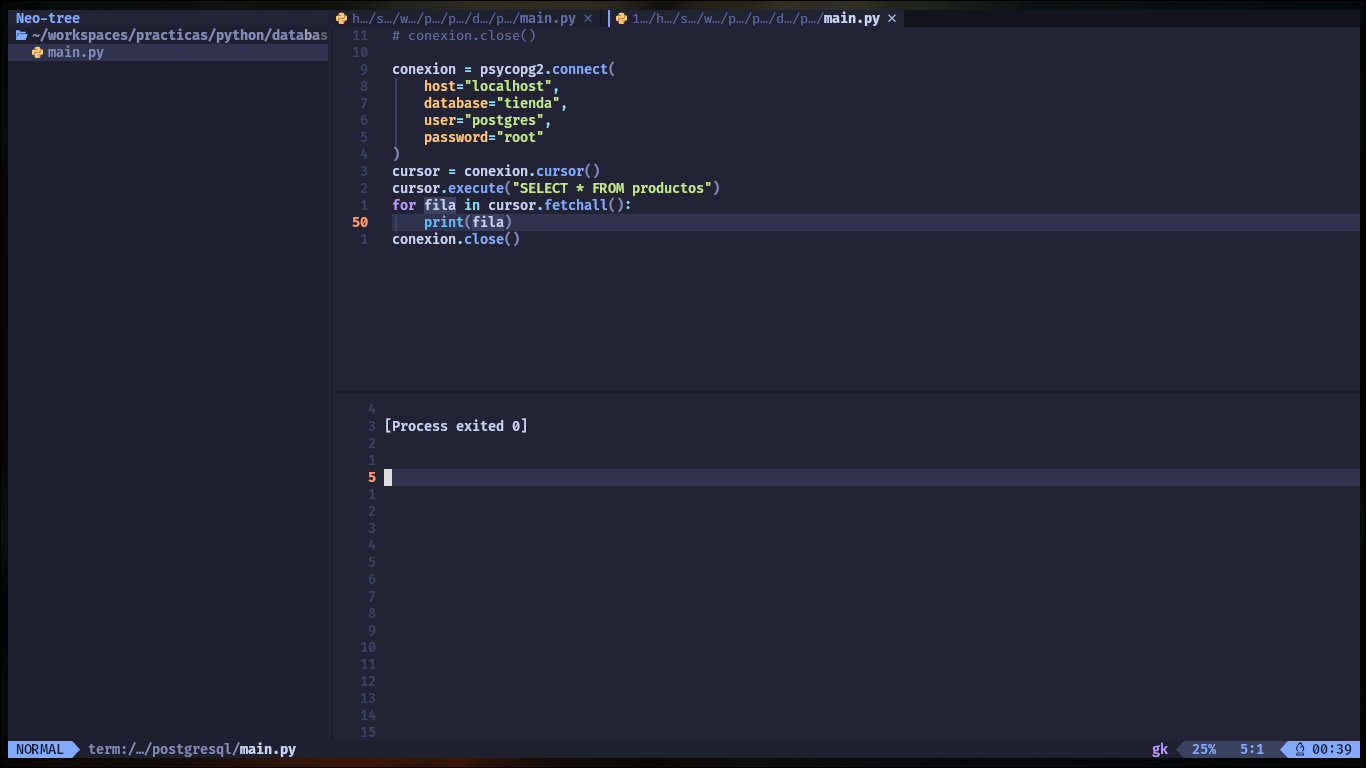 Neo-tree
~/workspaces/practicas/python/databas
main.py
h…/s…/w…/p…/p…/d…/p…/main.py ×
1…/h…/s…/w…/p…/p…/d…/p…/main.py ×
11 # conexion.close()
10
9 conexion = psycopg2.connect(
8 host="localhost",
7 database="tienda",
6 user="postgres",
5 password="root"
4 )
3 cursor = conexion.cursor()
2 cursor.execute("SELECT * FROM productos")
1 for fila in cursor.fetchall():
50 print(fila)
1 conexion.close()
4
3 [Process exited 0]
2
1
5
1
2
3
4
5
6
7
8
9
10
11
12
13
14
15
NORMAL term:/…/postgresql/main.py gk 25% 5:1 00:39